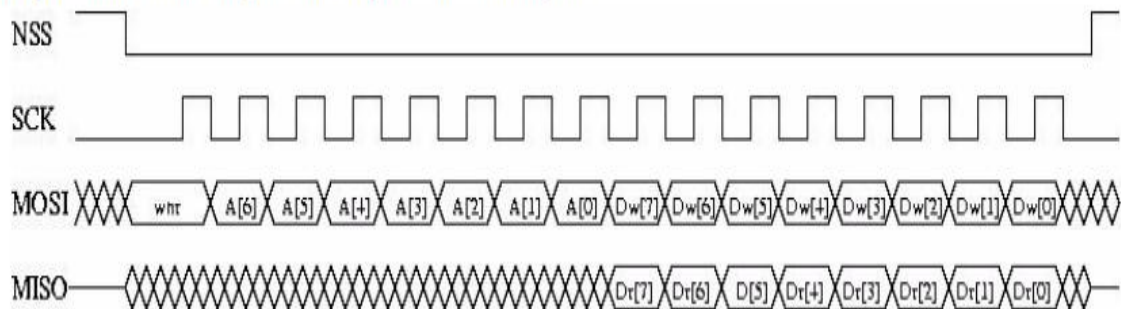 NSS
SCK
MOSI wnr A[6] A[5] A[4] A[3] A[2] A[1] A[0] Dw[7] Dw[6] Dw[5] Dw[4] Dw[3] Dw[2] Dw[1] Dw[0]
MISO Dr[7] Dr[6] D[5] Dr[4] Dr[3] Dr[2] Dr[1] Dr[0]